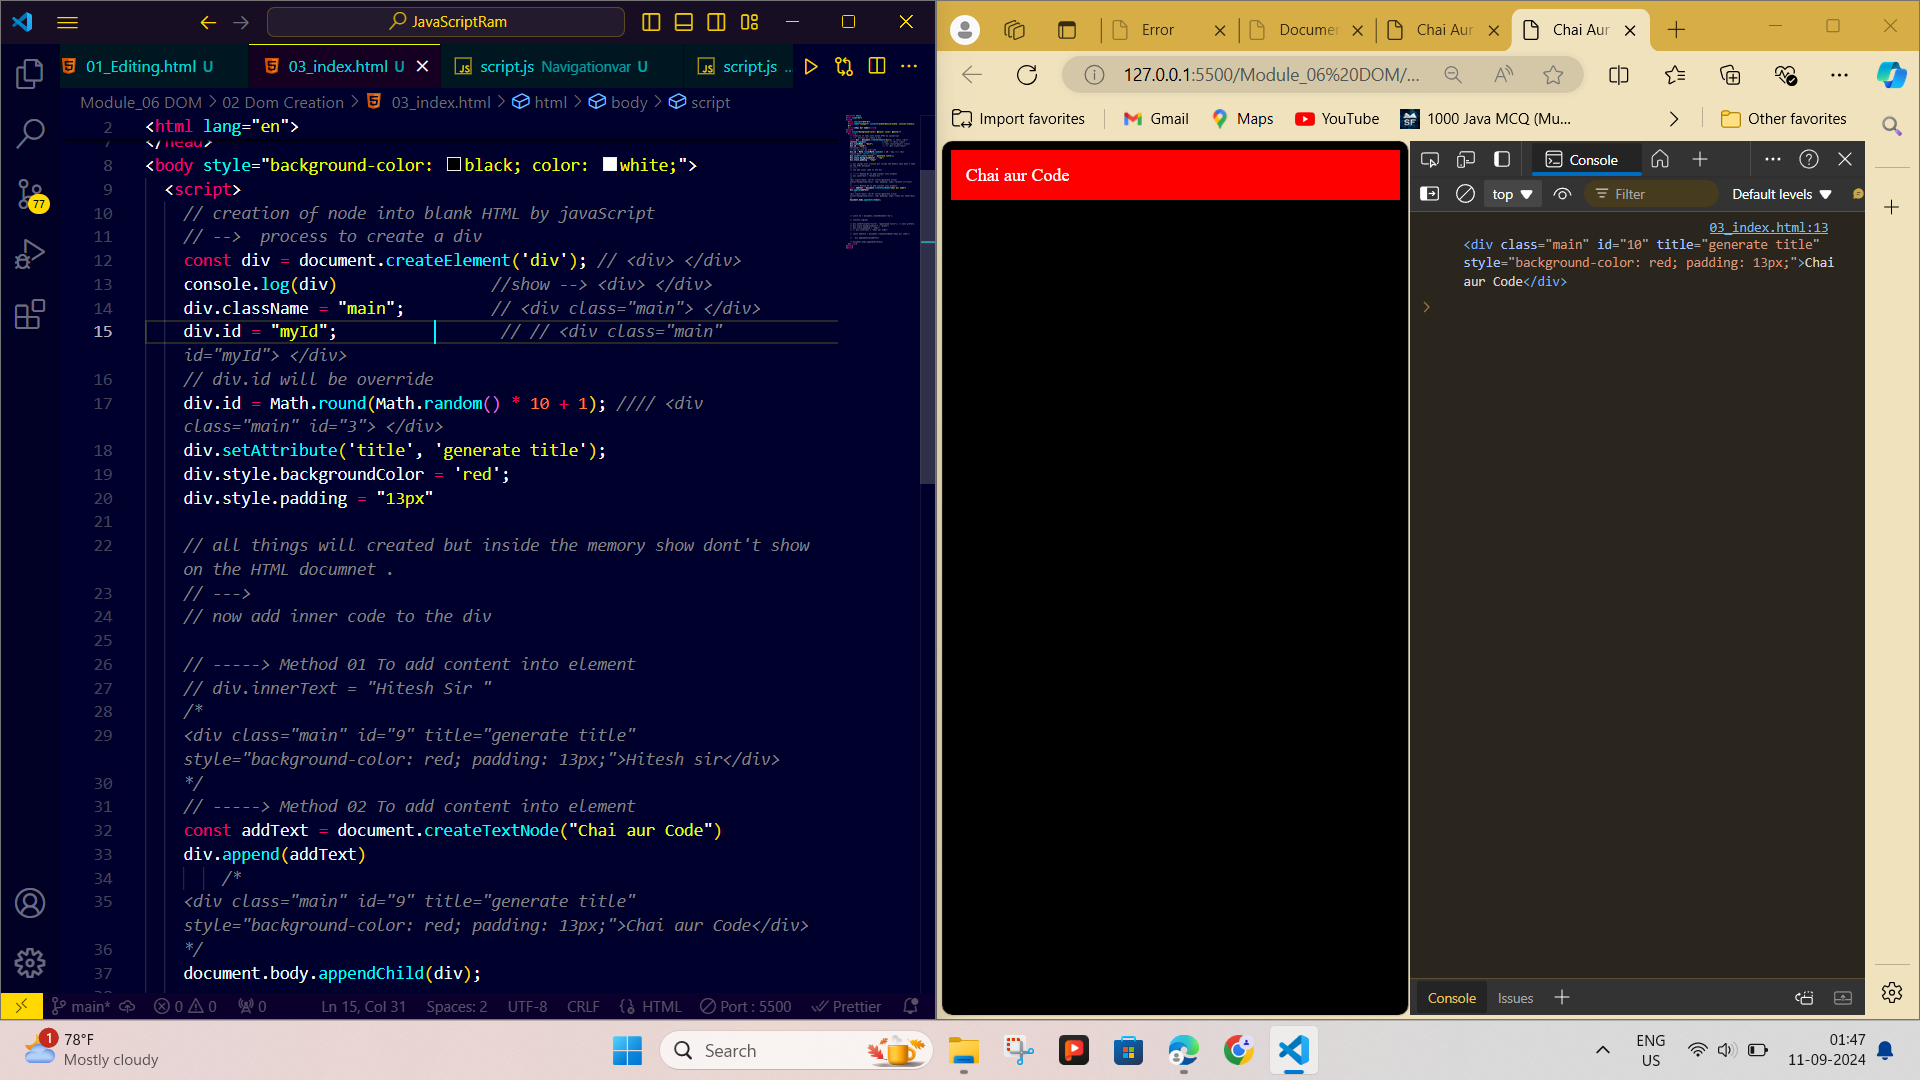 JavaScriptRam
01_Editing.html U
03_index.html U
script.js Navigationvar U
script.js ...
Module_06 DOM > 02 Dom Creation > 03_index.html > html > body > script
2 <html lang="en">
7 </head>
8 <body style="background-color: black; color: white;">
9 <script>
10 // creation of node into blank HTML by javaScript
11 // --> process to create a div
12 const div = document.createElement('div'); // <div> </div>
13 console.log(div) //show --> <div> </div>
14 div.className = "main"; // <div class="main"> </div>
15 div.id = "myId"; // // <div class="main"
id="myId"> </div>
16 // div.id will be override
17 div.id = Math.round(Math.random() * 10 + 1); //// <div
class="main" id="3"> </div>
18 div.setAttribute('title', 'generate title');
19 div.style.backgroundColor = 'red';
20 div.style.padding = "13px"
21
22 // all things will created but inside the memory show dont't show
on the HTML documnet .
23 // --->
24 // now add inner code to the div
25
26 // -----> Method 01 To add content into element
27 // div.innerText = "Hitesh Sir "
28 /*
29 <div class="main" id="9" title="generate title"
style="background-color: red; padding: 13px;">Hitesh sir</div>
30 */
31 // -----> Method 02 To add content into element
32 const addText = document.createTextNode("Chai aur Code")
33 div.append(addText)
34 /*
35 <div class="main" id="9" title="generate title"
style="background-color: red; padding: 13px;">Chai aur Code</div>
36 */
37 document.body.appendChild(div);
77
main* 0 0 0 Ln 15, Col 31 Spaces: 2 UTF-8 CRLF HTML Port : 5500 Prettier
Error
Documen
Chai aur
Chai aur
127.0.0.1:5500/Module_06%20DOM/...
Import favorites Gmail Maps YouTube 1000 Java MCQ (Mu... Other favorites
Chai aur Code
Console
top Filter Default levels
03_index.html:13
<div class="main" id="10" title="generate title"
style="background-color: red; padding: 13px;">Chai
aur Code</div>
Console Issues
1
78°F
Mostly cloudy
Search
ENG
US
01:47
11-09-2024